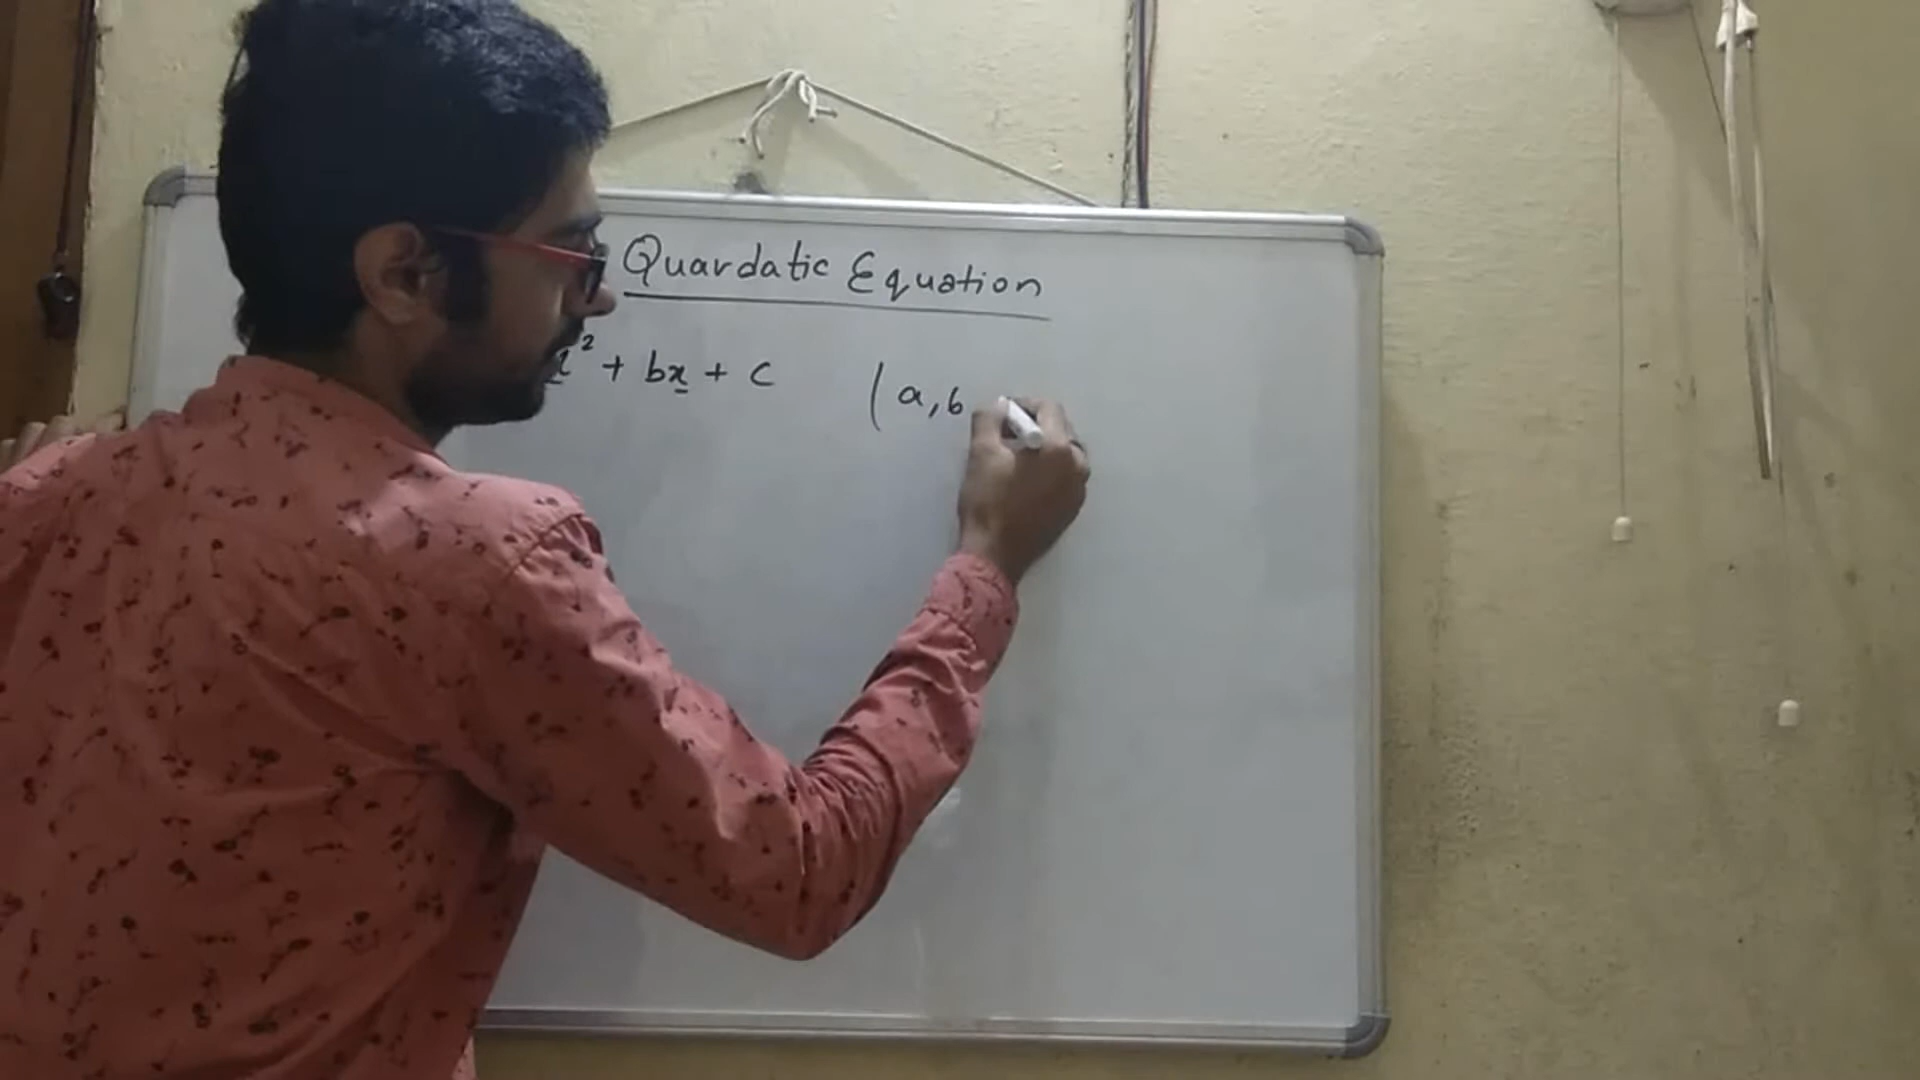 Quardatic Equation
x² + bx + c (a, b